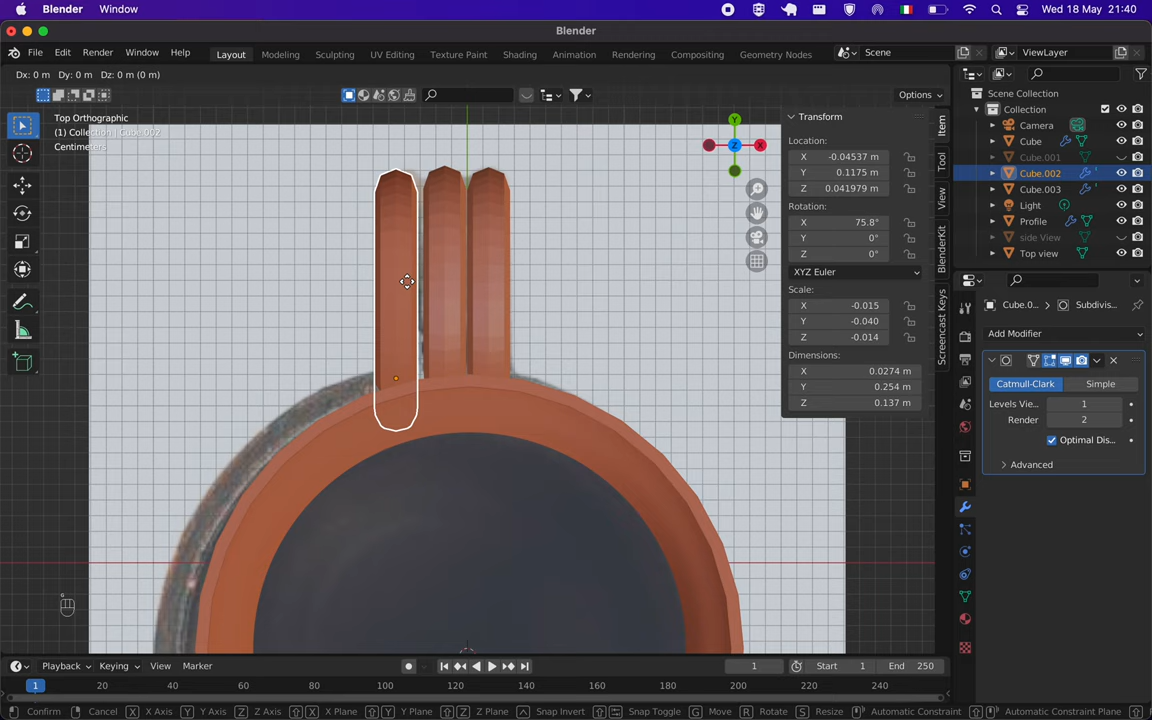 Blender Window Wed 18 May 21:40
Blender
File Edit Render Window Help Layout Modeling Sculpting UV Editing Texture Paint Shading Animation Rendering Compositing Geometry Nodes Scene ViewLayer
Dx: 0 m Dy: 0 m Dz: 0 m (0 m)
Options
Top Orthographic
(1) Collection | Cube.002
Centimeters
Y
Z
X
Transform
Location:
X -0.04537 m
Y 0.1175 m
Z 0.041979 m
Rotation:
X 75.8°
Y 0°
Z 0°
XYZ Euler
Scale:
X -0.015
Y -0.040
Z -0.014
Dimensions:
X 0.0274 m
Y 0.254 m
Z 0.137 m
Item
Tool
View
BlenderKit
Screencast Keys
Scene Collection
Collection
Camera
Cube
Cube.001
Cube.002
Cube.003
Light
Profile
side View
Top view
Cube.0... Subdivis...
Add Modifier
Catmull-Clark Simple
Levels Vie... 1
Render 2
Optimal Dis...
Advanced
Playback Keying View Marker 1 Start 1 End 250
1 20 40 60 80 100 120 140 160 180 200 220 240
Confirm Cancel X X Axis Y Y Axis Z Z Axis X X Plane Y Y Plane Z Z Plane Snap Invert Snap Toggle G Move R Rotate S Resize Automatic Constraint Automatic Constraint Plane